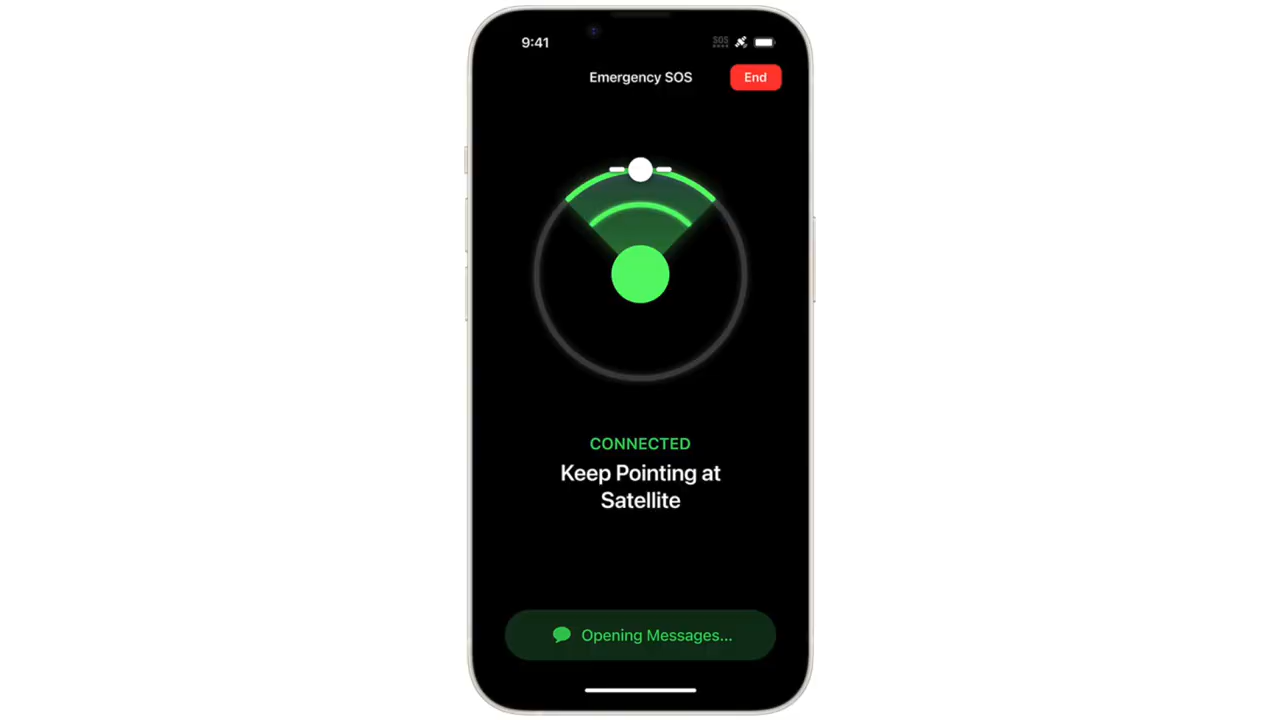 9:41
SOS
Emergency SOS
End
CONNECTED
Keep Pointing at
Satellite
Opening Messages...